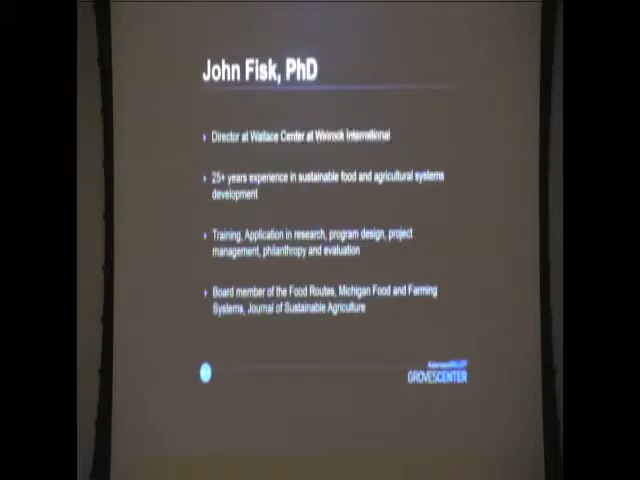 John Fisk, PhD
Director at Wallace Center at Winrock International
25+ years experience in sustainable food and agricultural systems
development
Training, Application in research, program design, project
management, philanthropy and evaluation
Board member of the Food Routes, Michigan Food and Farming
Systems, Journal of Sustainable Agriculture
GROVESCENTER